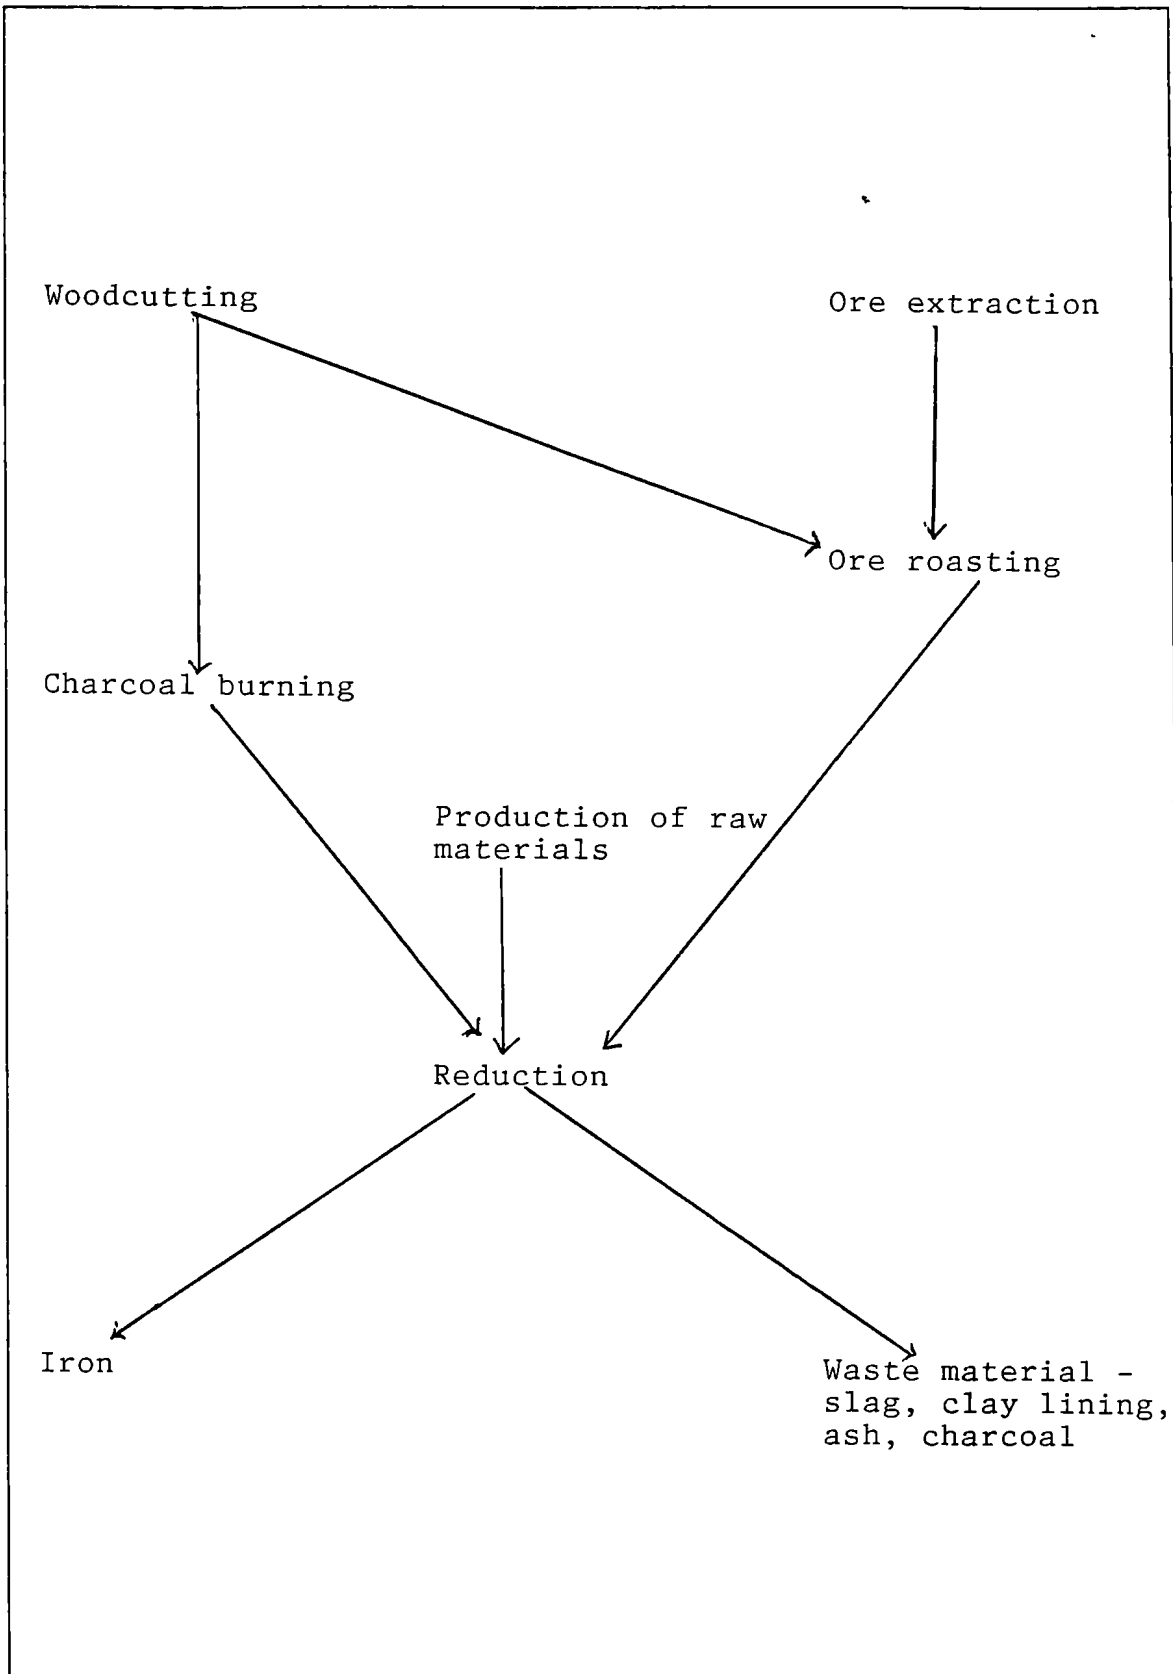 Woodcutting
Ore extraction
Ore roasting
Charcoal burning
Production of raw
materials
Reduction
Iron
Waste material -
slag, clay lining,
ash, charcoal